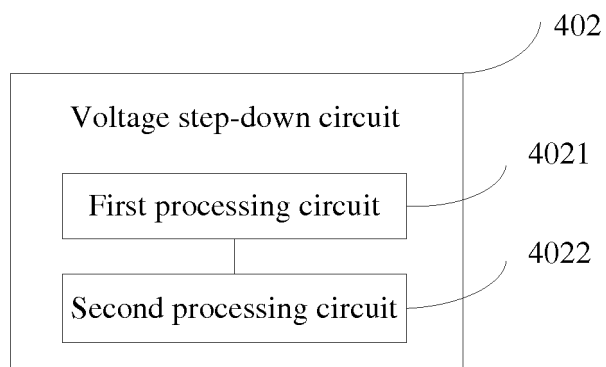 402
Voltage step-down circuit
4021
First processing circuit
4022
Second processing circuit